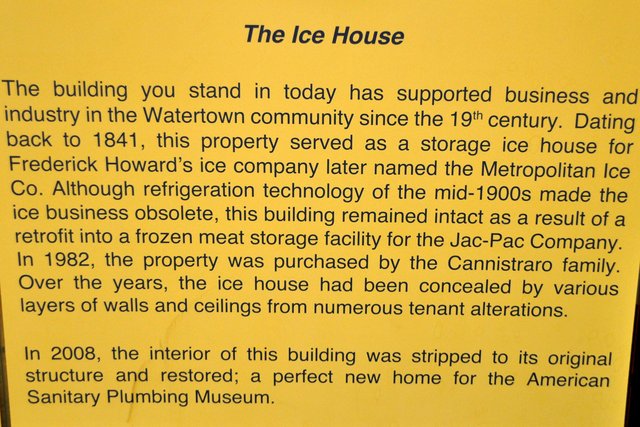 The Ice House
The building you stand in today has supported business and
industry in the Watertown community since the 19th century. Dating
back to 1841, this property served as a storage ice house for
Frederick Howard's ice company later named the Metropolitan Ice
Co. Although refrigeration technology of the mid-1900s made the
ice business obsolete, this building remained intact as a result of a
retrofit into a frozen meat storage facility for the Jac-Pac Company.
In 1982, the property was purchased by the Cannistraro family.
Over the years, the ice house had been concealed by various
layers of walls and ceilings from numerous tenant alterations.
In 2008, the interior of this building was stripped to its original
structure and restored; a perfect new home for the American
Sanitary Plumbing Museum.